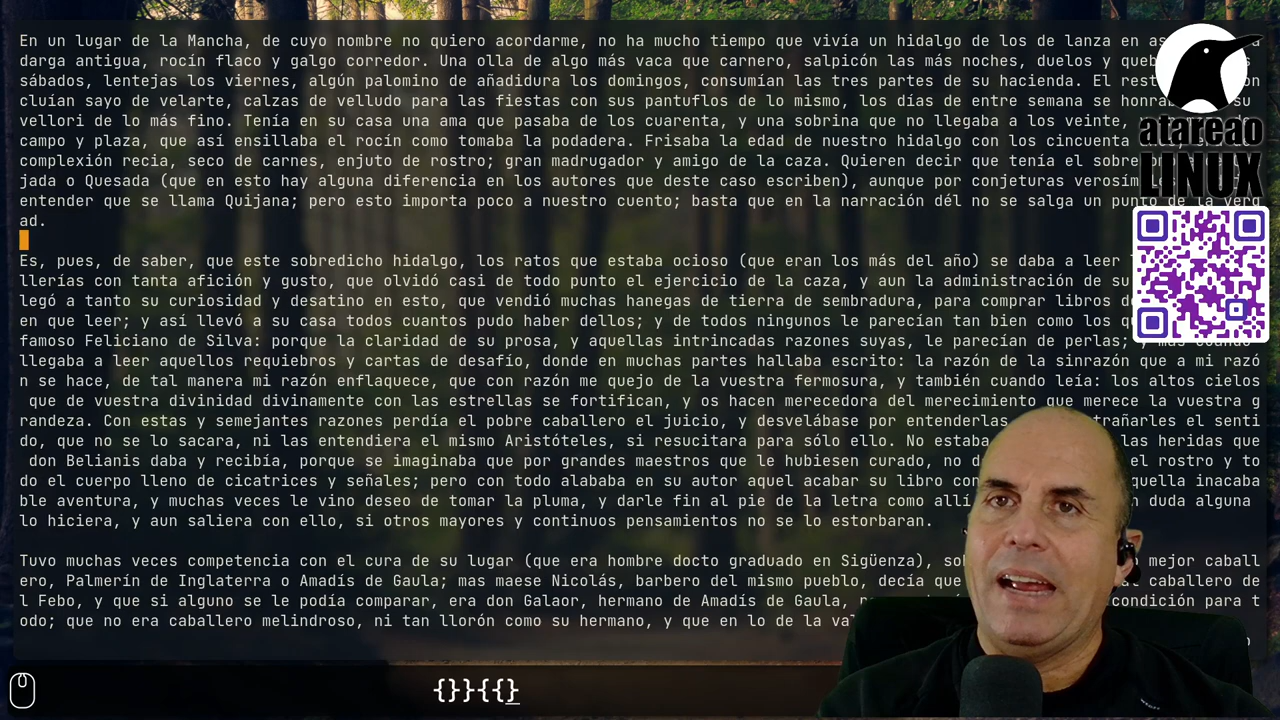 En un lugar de la Mancha, de cuyo nombre no quiero acordarme, no ha mucho tiempo que vivía un hidalgo de los de lanza en
darga antigua, rocín flaco y galgo corredor. Una olla de algo más vaca que carnero, salpicón las más noches, duelos y
sábados, lentejas los viernes, algún palomino de añadidura los domingos, consumían las tres partes de su hacienda. El
cluían sayo de velarte, calzas de velludo para las fiestas con sus pantuflos de lo mismo, los días de entre semana se su
vellori de lo más fino. Tenía en su casa una ama que pasaba de los cuarenta, y una sobrina que no llegaba a los veinte,
campo y plaza, que así ensillaba el rocín como tomaba la podadera. Frisaba la edad de nuestro hidalgo con los cincuenta
complexión recia, seco de carnes, enjuto de rostro; gran madrugador y amigo de la caza. Quieren decir que tenía el
jada o Quesada (que en esto hay alguna diferencia en los autores que deste caso escriben), aunque por conjeturas
entender que se llama Quijana; pero esto importa poco a nuestro cuento; basta que en la narración dél no se salga un punto de la verd
ad.
Es, pues, de saber, que este sobredicho hidalgo, los ratos que estaba ocioso (que eran los más del año) se daba a leer
llerías con tanta afición y gusto, que olvidó casi de todo punto el ejercicio de la caza, y aun la administración de su
legó a tanto su curiosidad y desatino en esto, que vendió muchas hanegas de tierra de sembradura, para comprar libros
en que leer; y así llevó a su casa todos cuantos pudo haber dellos; y de todos ningunos le parecían tan bien como los
famoso Feliciano de Silva: porque la claridad de su prosa, y aquellas intrincadas razones suyas, le parecían de perlas; y más cuando
llegaba a leer aquellos requiebros y cartas de desafío, donde en muchas partes hallaba escrito: la razón de la sinrazón que a mi razó
n se hace, de tal manera mi razón enflaquece, que con razón me quejo de la vuestra fermosura, y también cuando leía: los altos cielos
que de vuestra divinidad divinamente con las estrellas se fortifican, y os hacen merecedora del merecimiento que merece la vuestra g
randeza. Con estas y semejantes razones perdía el pobre caballero el juicio, y desvelábase por entenderlas trañarles el senti
do, que no se lo sacara, ni las entendiera el mismo Aristóteles, si resucitara para sólo ello. No estaba las heridas que
don Belianis daba y recibía, porque se imaginaba que por grandes maestros que le hubiesen curado, no el rostro y to
do el cuerpo lleno de cicatrices y señales; pero con todo alababa en su autor aquel acabar su libro con quella inacaba
ble aventura, y muchas veces le vino deseo de tomar la pluma, y darle fin al pie de la letra como allí duda alguna
lo hiciera, y aun saliera con ello, si otros mayores y continuos pensamientos no se lo estorbaran.
Tuvo muchas veces competencia con el cura de su lugar (que era hombre docto graduado en Sigüenza), mejor caball
ero, Palmerín de Inglaterra o Amadís de Gaula; mas maese Nicolás, barbero del mismo pueblo, decía que caballero de
l Febo, y que si alguno se le podía comparar, era don Galaor, hermano de Amadís de Gaula, condición para t
odo; que no era caballero melindroso, ni tan llorón como su hermano, y que en lo de la
atareao
LINUX
{}}{{}